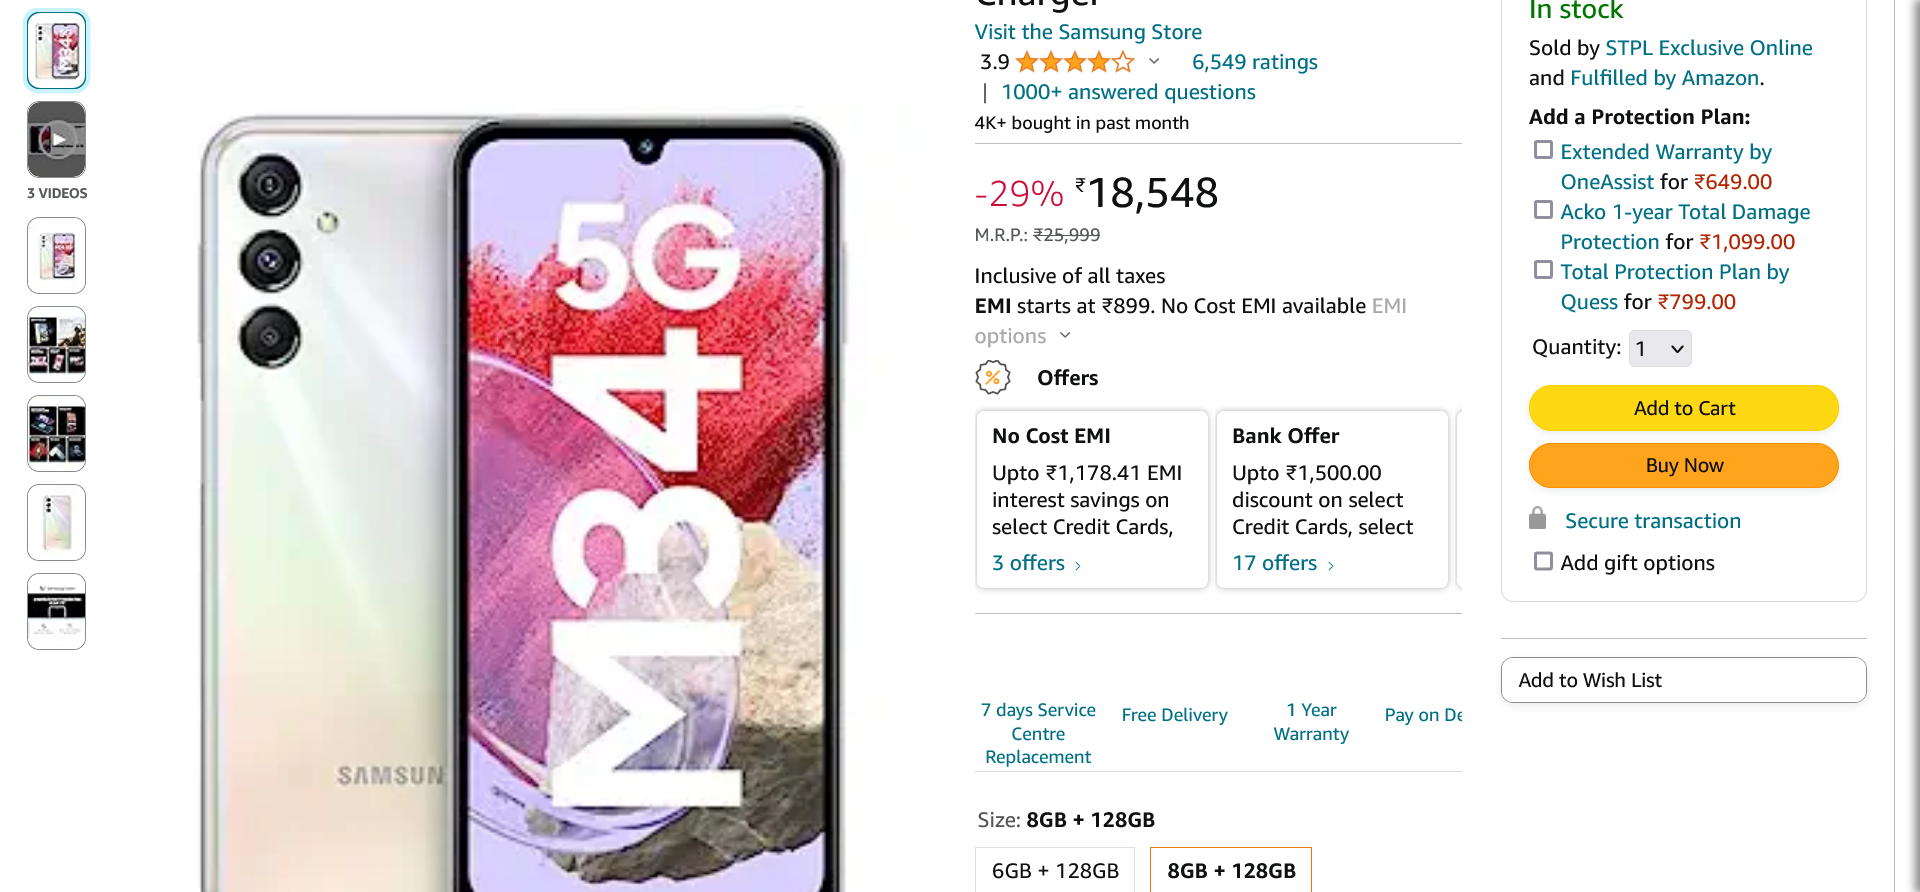 3 VIDEOS
5G
M34
SAMSUN
Charger
Visit the Samsung Store
3.9
6,549 ratings
| 1000+ answered questions
4K+ bought in past month
-29% ₹18,548
M.R.P.: ₹25,999
Inclusive of all taxes
EMI starts at ₹899. No Cost EMI available EMI
options
% Offers
No Cost EMI
Upto ₹1,178.41 EMI
interest savings on
select Credit Cards,
3 offers ›
Bank Offer
Upto ₹1,500.00
discount on select
Credit Cards, select
17 offers ›
7 days Service
Centre
Replacement
Free Delivery
1 Year
Warranty
Pay on De
Size: 8GB + 128GB
6GB + 128GB
8GB + 128GB
In stock
Sold by STPL Exclusive Online
and Fulfilled by Amazon.
Add a Protection Plan:
Extended Warranty by
OneAssist for ₹649.00
Acko 1-year Total Damage
Protection for ₹1,099.00
Total Protection Plan by
Quess for ₹799.00
Quantity: 1
Add to Cart
Buy Now
Secure transaction
Add gift options
Add to Wish List